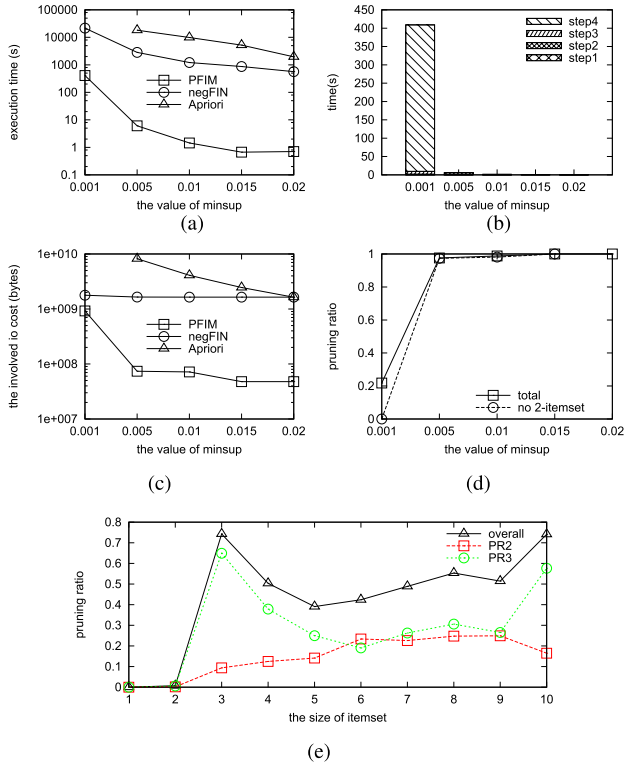 execution time (s)
100000
10000
1000
100
10
1
0.1
PFIM
negFIN
Apriori
0.001 0.005 0.01 0.015 0.02
the value of minsup
(a)
time(s)
450
400
350
300
250
200
150
100
50
0
step4
step3
step2
step1
0.001 0.005 0.01 0.015 0.02
the value of minsup
(b)
the involved io cost (bytes)
1e+010
1e+009
1e+008
1e+007
PFIM
negFIN
Apriori
0.001 0.005 0.01 0.015 0.02
the value of minsup
(c)
pruning ratio
1
0.8
0.6
0.4
0.2
0
total
no 2-itemset
0.001 0.005 0.01 0.015 0.02
the value of minsup
(d)
pruning ratio
0.8
0.7
0.6
0.5
0.4
0.3
0.2
0.1
0
overall
PR2
PR3
1 2 3 4 5 6 7 8 9 10
the size of itemset
(e)